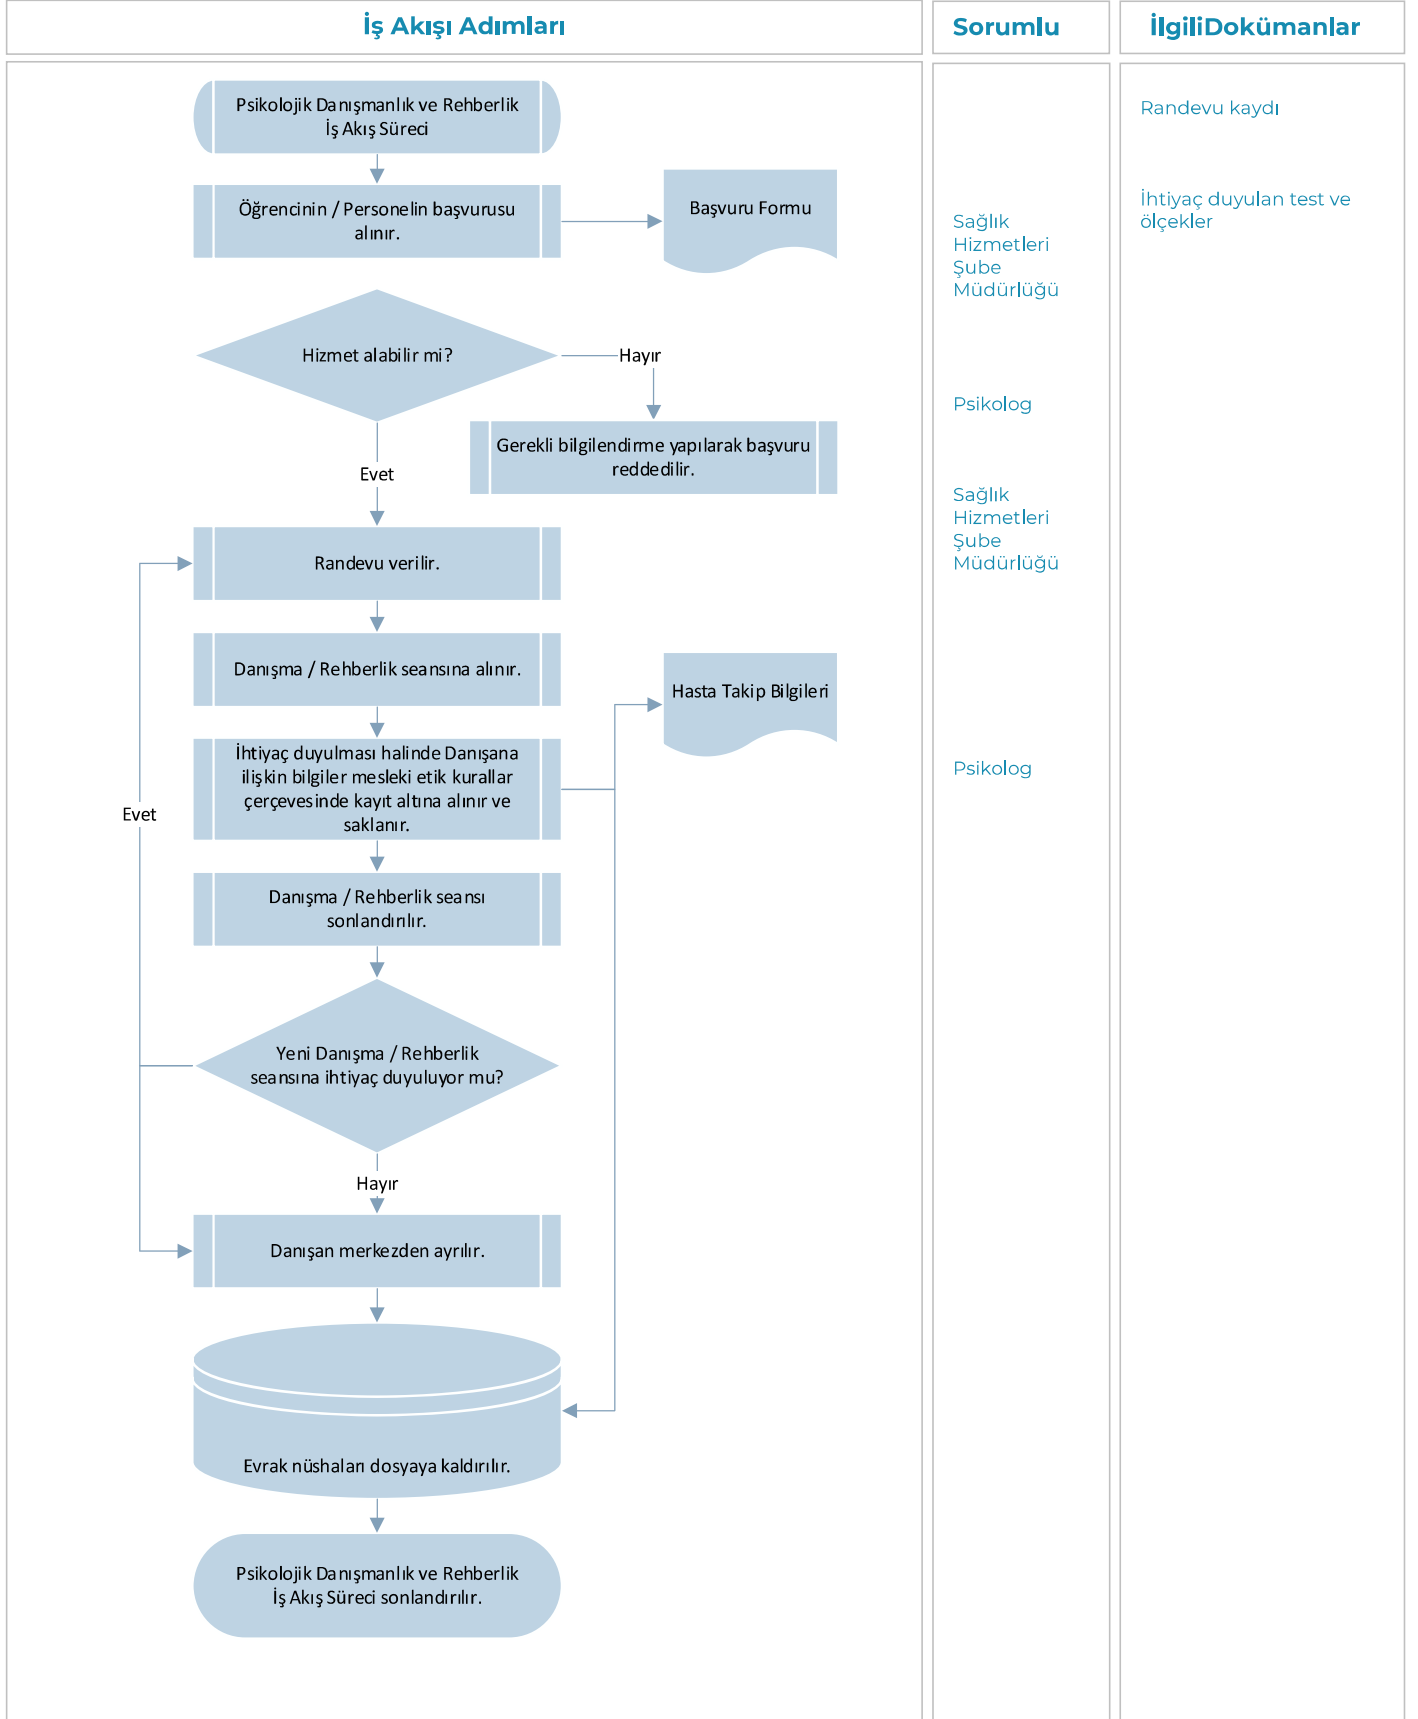 İş Akışı Adımları
Sorumlu
İlgiliDokümanlar
Psikolojik Danışmanlık ve Rehberlik
İş Akış Süreci
Öğrencinin / Personelin başvurusu
alınır.
Başvuru Formu
Hizmet alabilir mi?
Hayır
Gerekli bilgilendirme yapılarak başvuru
reddedilir.
Evet
Randevu verilir.
Danışma / Rehberlik seansına alınır.
Hasta Takip Bilgileri
İhtiyaç duyulması halinde Danışana
ilişkin bilgiler mesleki etik kurallar
çerçevesinde kayıt altına alınır ve
saklanır.
Evet
Danışma / Rehberlik seansı
sonlandırılır.
Yeni Danışma / Rehberlik
seansına ihtiyaç duyuluyor mu?
Hayır
Danışan merkezden ayrılır.
Evrak nüshaları dosyaya kaldırılır.
Psikolojik Danışmanlık ve Rehberlik
İş Akış Süreci sonlandırılır.
Sağlık
Hizmetleri
Şube
Müdürlüğü
Psikolog
Sağlık
Hizmetleri
Şube
Müdürlüğü
Psikolog
Randevu kaydı
İhtiyaç duyulan test ve
ölçekler